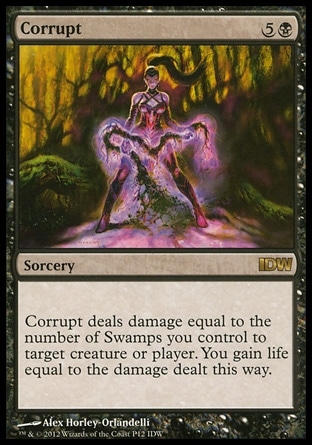 Corrupt 5
Sorcery IDW
Corrupt deals damage equal to the
number of Swamps you control to
target creature or player. You gain life
equal to the damage dealt this way.
Alex Horley-Orlandelli
™ & © 2012 Wizards of the Coast P12 IDW